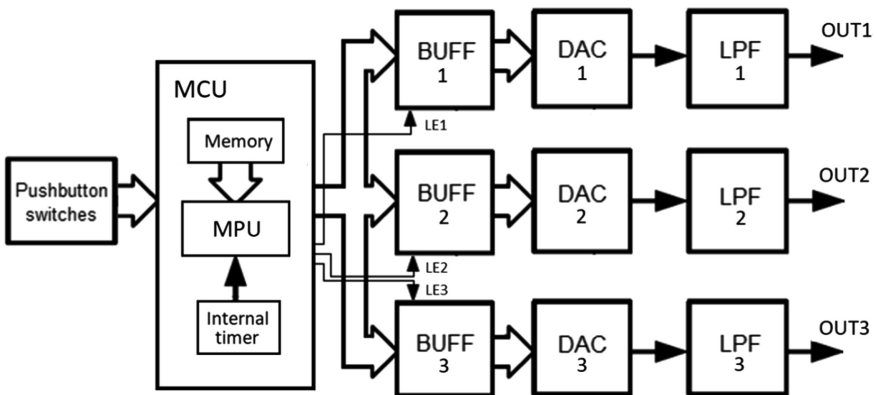 Pushbutton
switches
MCU
Memory
MPU
Internal
timer
BUFF
1
LE1
DAC
1
LPF
1
OUT1
BUFF
2
LE2
DAC
2
LPF
2
OUT2
LE3
BUFF
3
DAC
3
LPF
3
OUT3